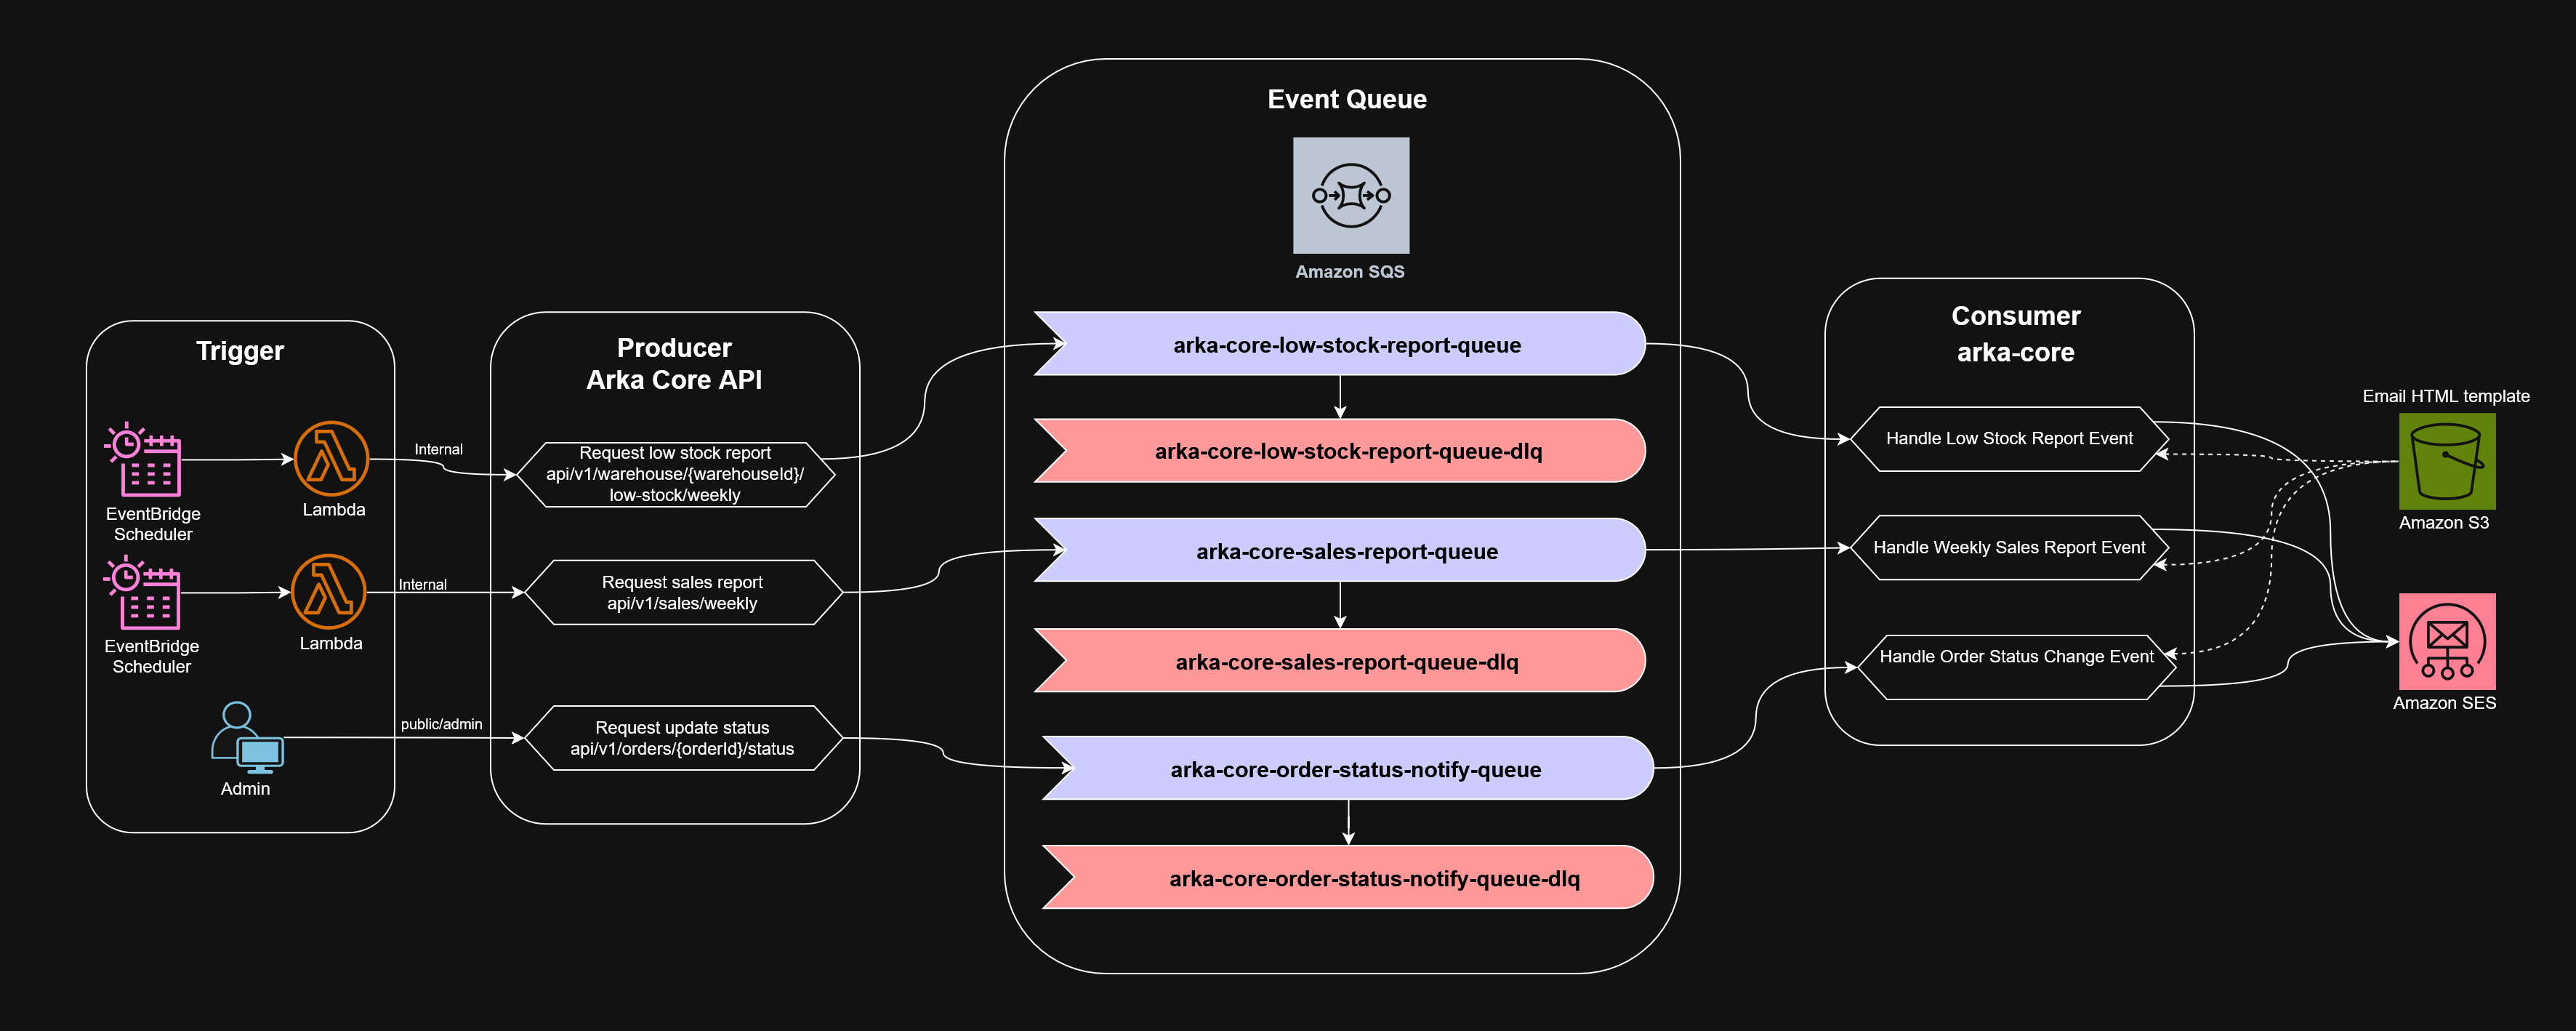 Trigger
EventBridge
Scheduler
Lambda
EventBridge
Scheduler
Lambda
Admin
Internal
Internal
public/admin
Producer
Arka Core API
Request low stock report
api/v1/warehouse/{warehouseId}/
low-stock/weekly
Request sales report
api/v1/sales/weekly
Request update status
api/v1/orders/{orderId}/status
Event Queue
Amazon SQS
arka-core-low-stock-report-queue
arka-core-low-stock-report-queue-dlq
arka-core-sales-report-queue
arka-core-sales-report-queue-dlq
arka-core-order-status-notify-queue
arka-core-order-status-notify-queue-dlq
Consumer
arka-core
Handle Low Stock Report Event
Handle Weekly Sales Report Event
Handle Order Status Change Event
Email HTML template
Amazon S3
Amazon SES